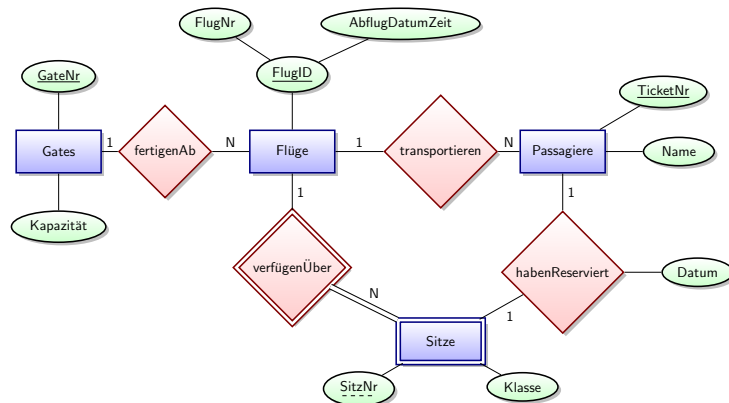 FlugNr
AbflugDatumZeit
GateNr
FlugID
TicketNr
Gates
1
fertigenAb
N
Flüge
1
transportieren
N
Passagiere
Name
Kapazität
1
1
verfügenÜber
habenReserviert
Datum
N
1
Sitze
SitzNr
Klasse